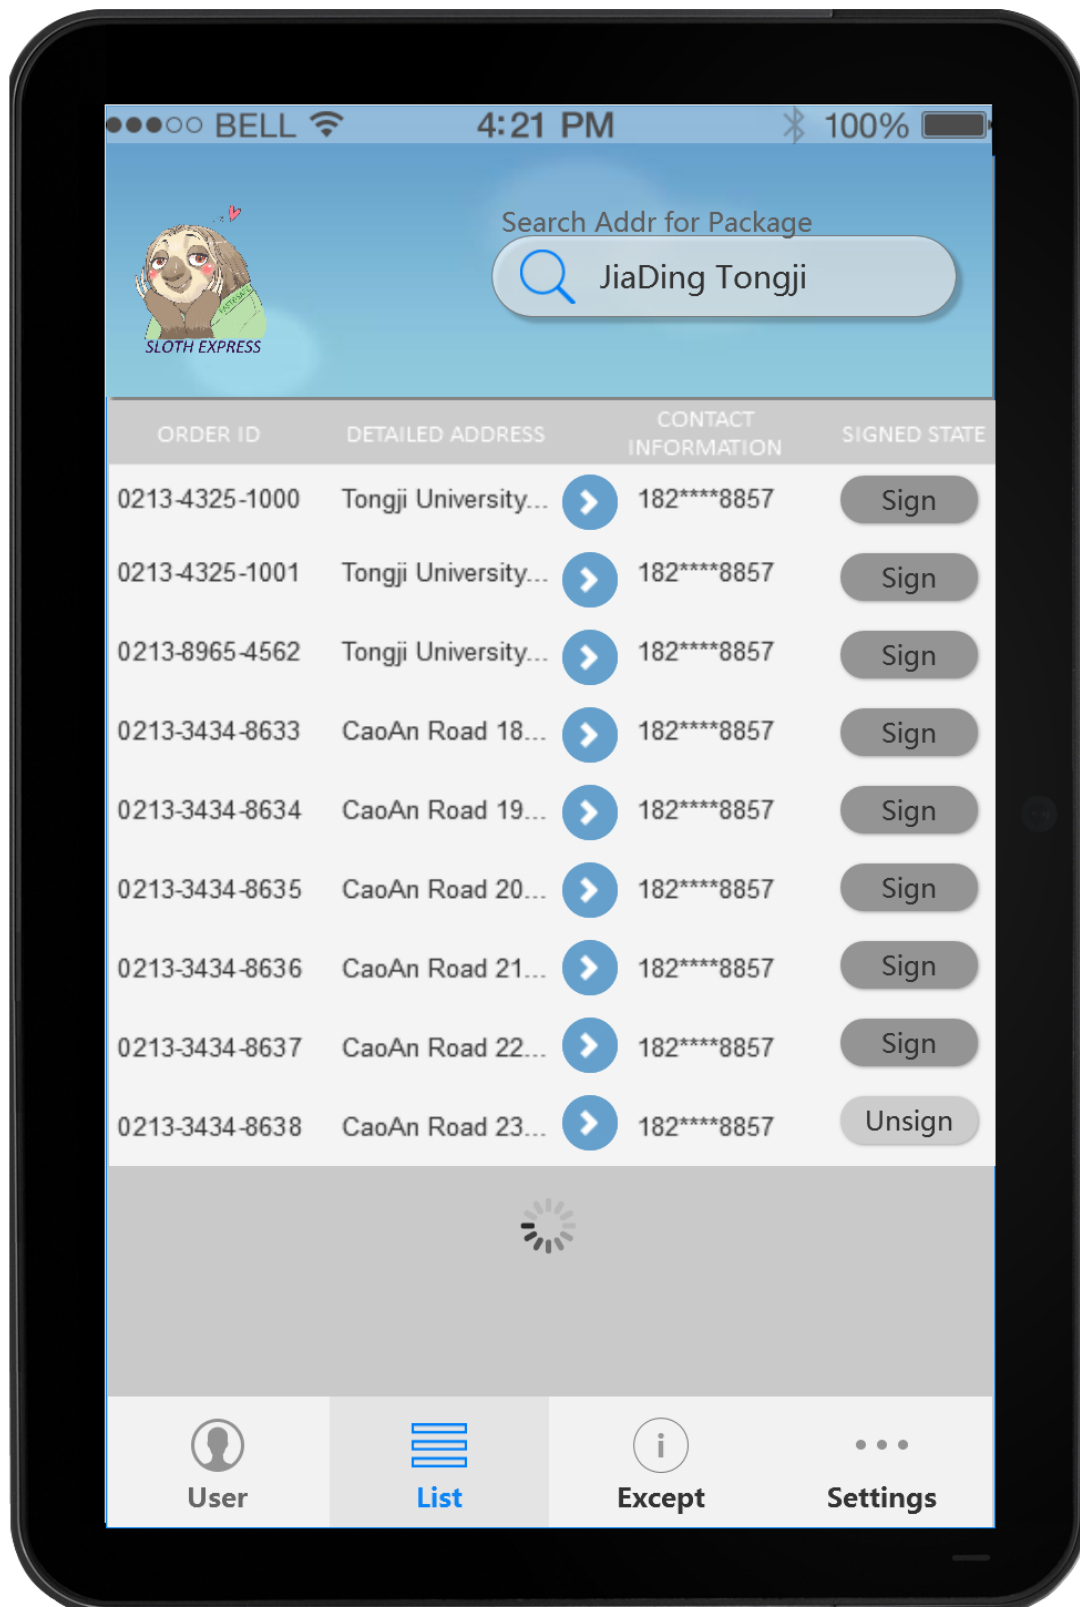 BELL 4:21 PM 100%
Search Addr for Package
JiaDing Tongji
SLOTH EXPRESS
ORDER ID DETAILED ADDRESS CONTACT INFORMATION SIGNED STATE
0213-4325-1000 Tongji University... 182****8857 Sign
0213-4325-1001 Tongji University... 182****8857 Sign
0213-8965-4562 Tongji University... 182****8857 Sign
0213-3434-8633 CaoAn Road 18... 182****8857 Sign
0213-3434-8634 CaoAn Road 19... 182****8857 Sign
0213-3434-8635 CaoAn Road 20... 182****8857 Sign
0213-3434-8636 CaoAn Road 21... 182****8857 Sign
0213-3434-8637 CaoAn Road 22... 182****8857 Sign
0213-3434-8638 CaoAn Road 23... 182****8857 Unsign
User List Except Settings